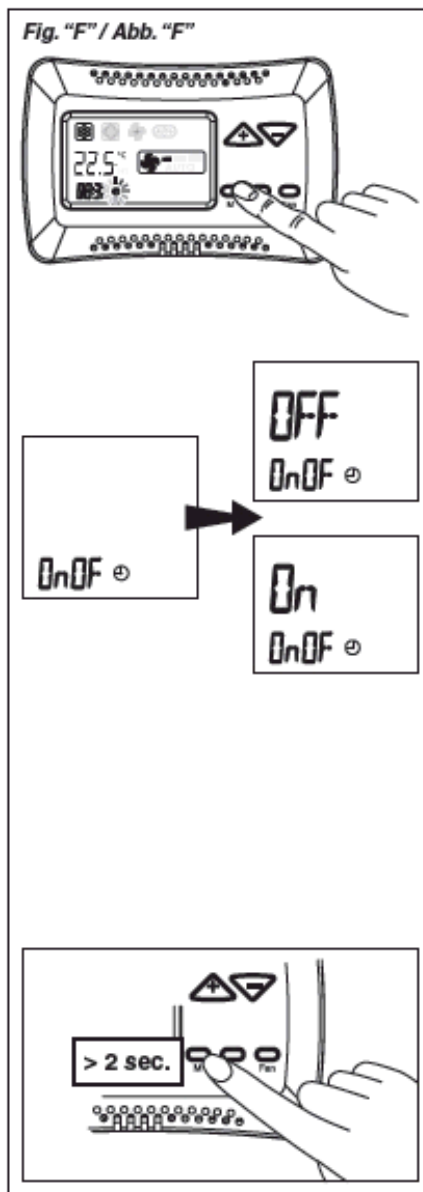 Fig. “F” / Abb. “F”
22.5 °C
M
OFF
OnOF
OnOF
On
OnOF
> 2 sec.
M
Fan